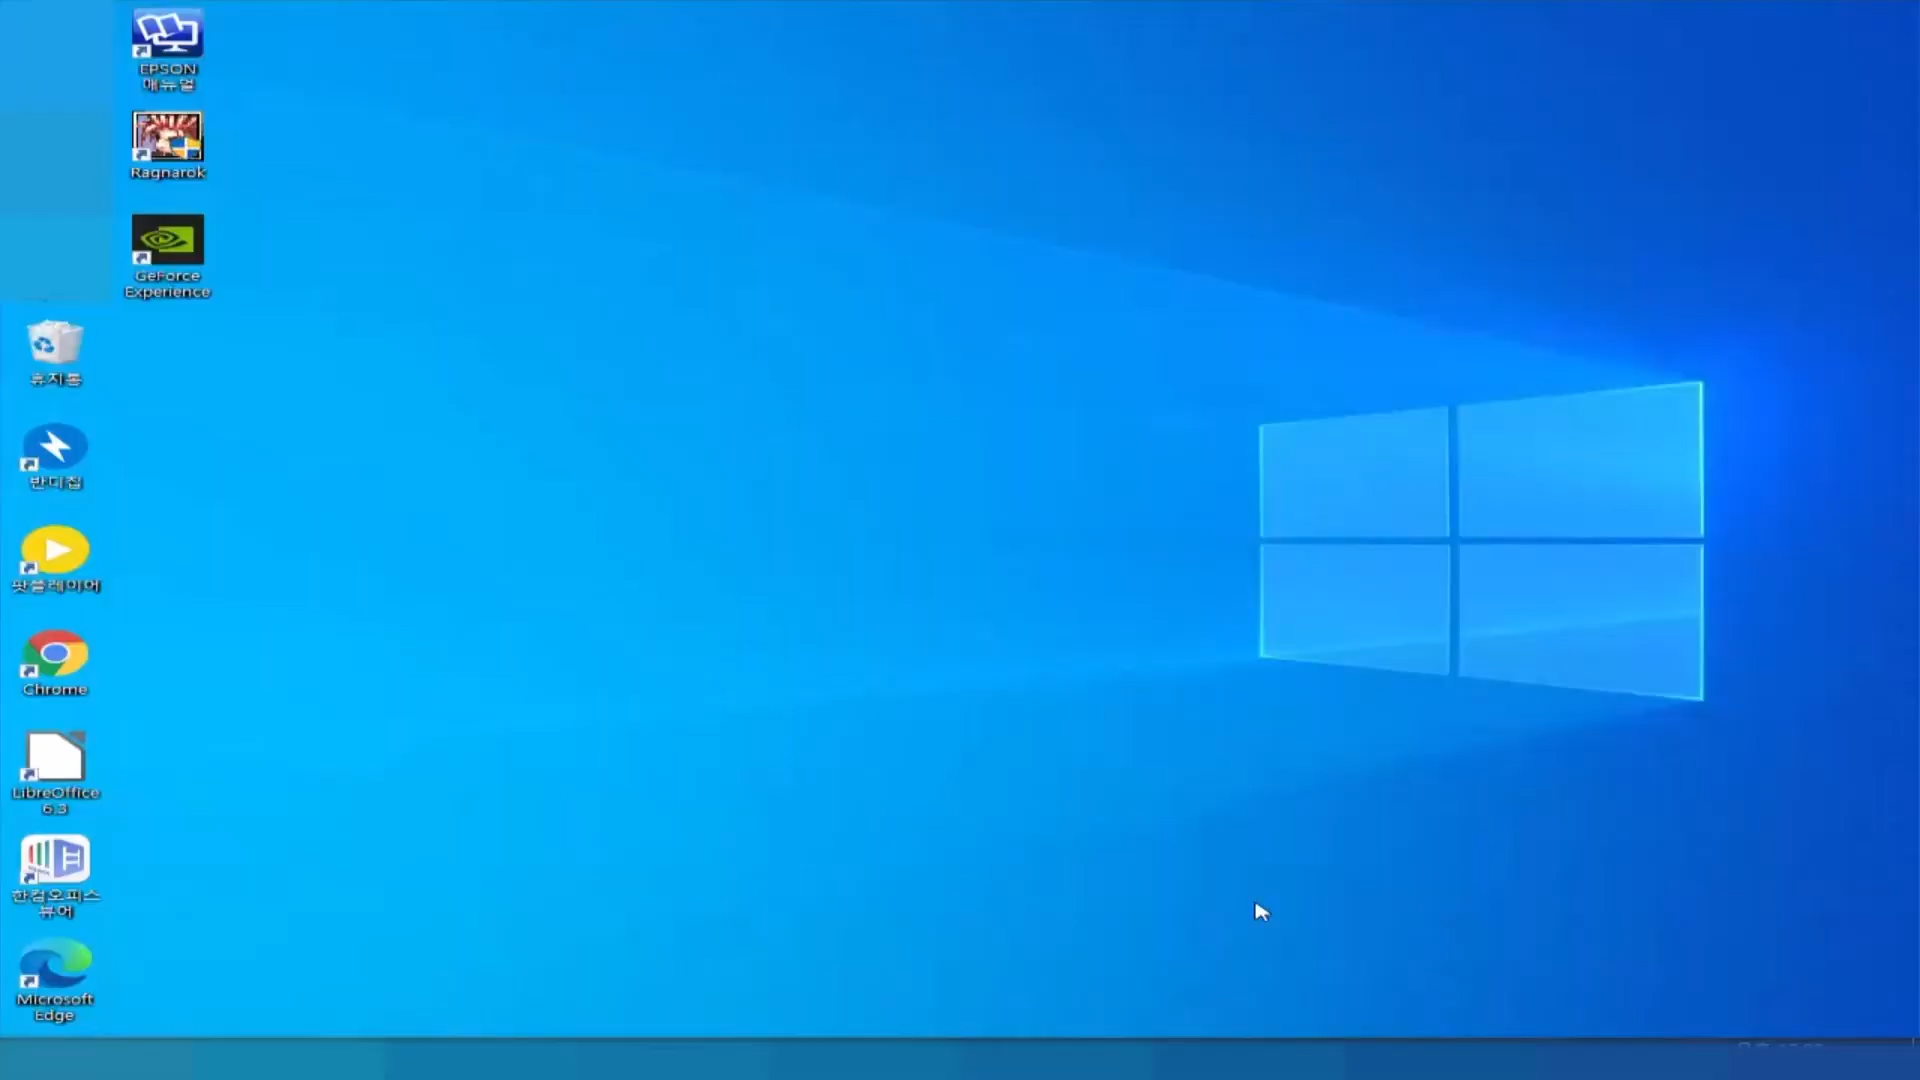 EPSON
매뉴얼
Ragnarok
GeForce
Experience
휴지통
반디집
팟플레이어
Chrome
LibreOffice
6.3
한컴오피스
뷰어
Microsoft
Edge